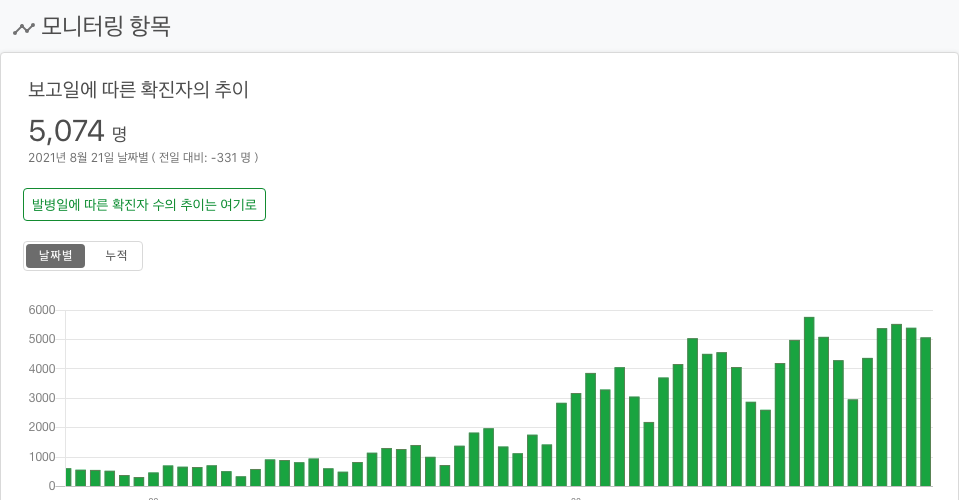 모니터링 항목
보고일에 따른 확진자의 추이
5,074 명
2021년 8월 21일 날짜별 ( 전일 대비: -331 명 )
발병일에 따른 확진자 수의 추이는 여기로
날짜별 누적
6000
5000
4000
3000
2000
1000
0